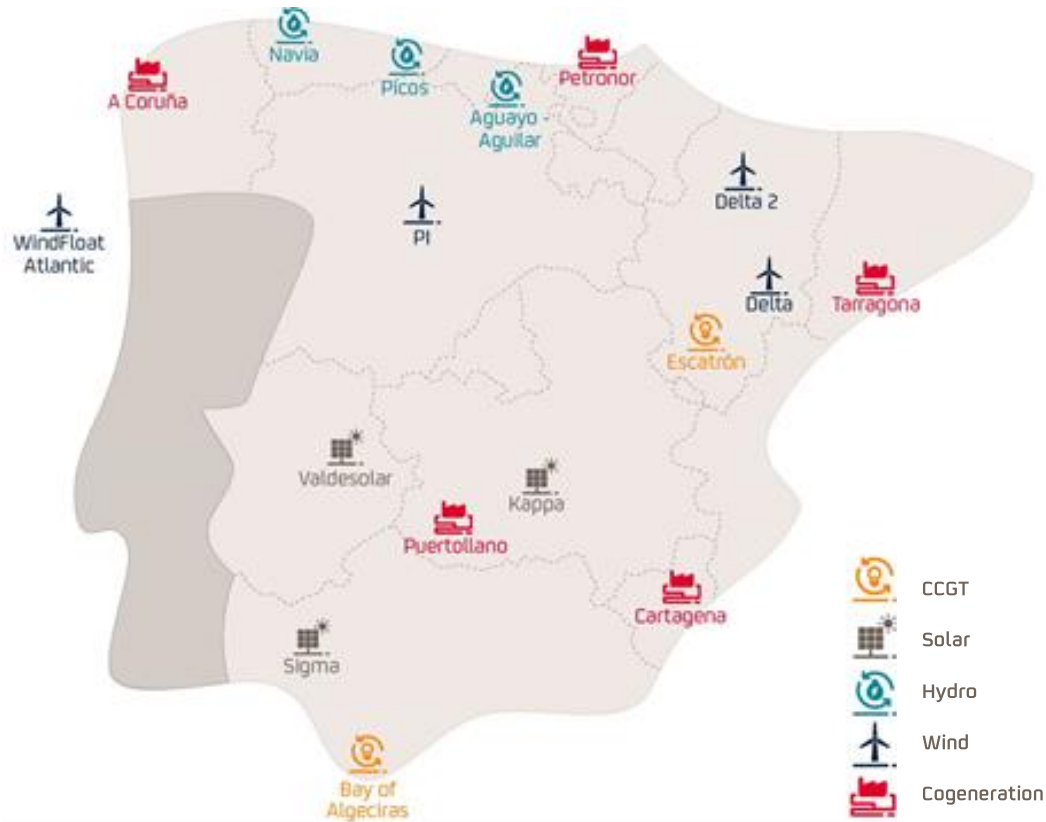 Navia
Picos
Petronor
A Coruña
Aguayo -
Aguilar
Delta 2
WindFloat
Atlantic
PI
Delta
Tarragona
Escatrón
Valdesolar
Kappa
Puertollano
Cartagena
Sigma
Bay of
Algeciras
CCGT
Solar
Hydro
Wind
Cogeneration